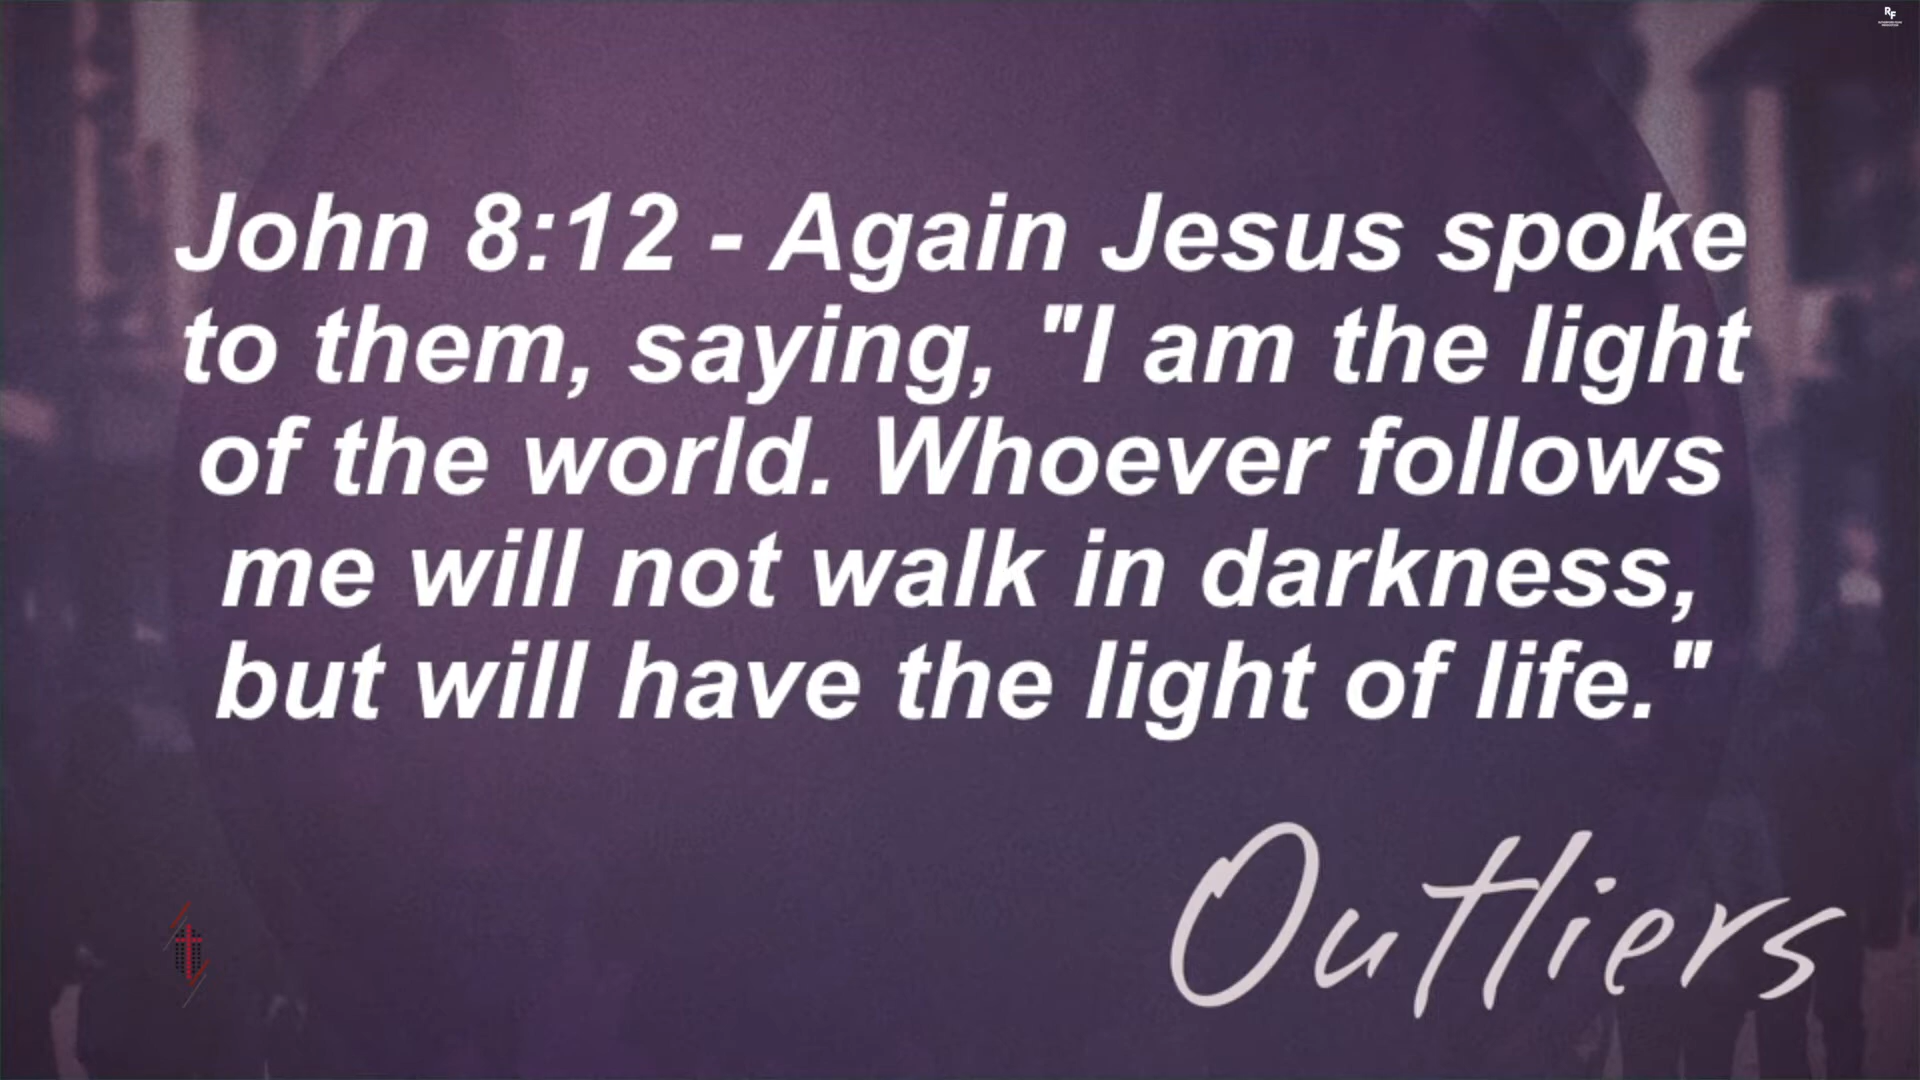 RF
John 8:12 - Again Jesus spoke
to them, saying, "I am the light
of the world. Whoever follows
me will not walk in darkness,
but will have the light of life."
Outliers